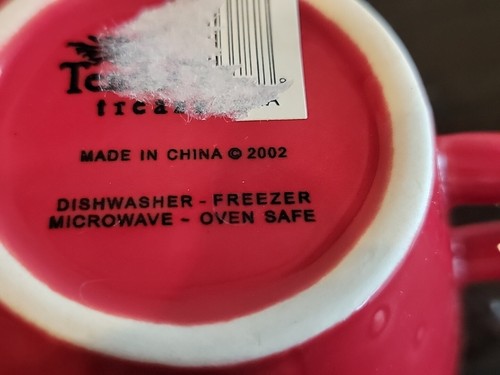 MADE IN CHINA © 2002
DISHWASHER - FREEZER
MICROWAVE - OVEN SAFE